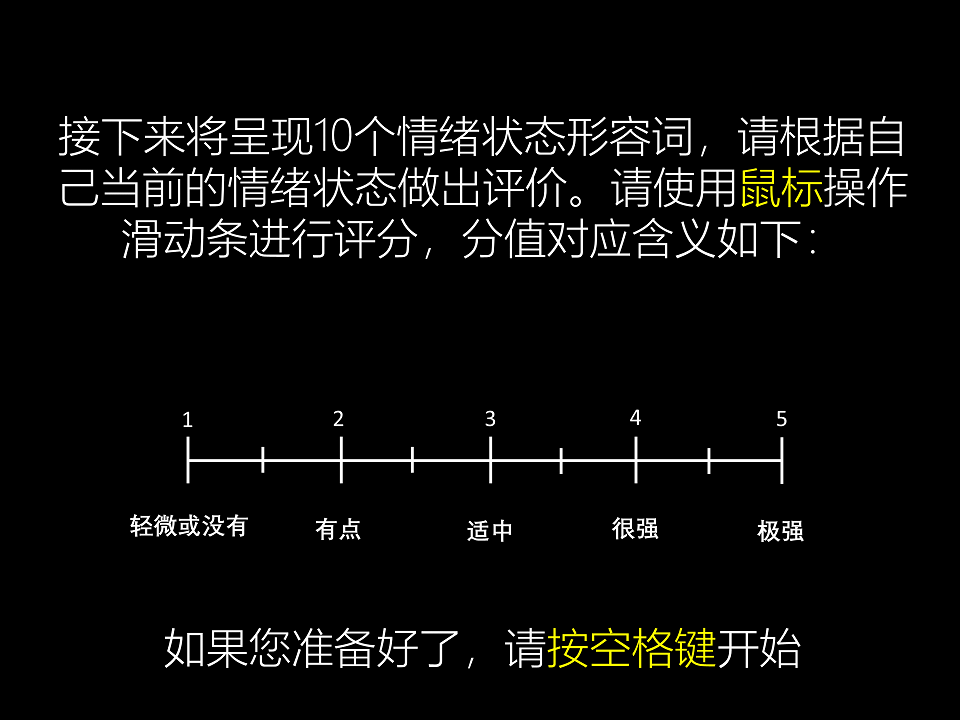 接下来将呈现10个情绪状态形容词，请根据自
己当前的情绪状态做出评价。请使用鼠标操作
滑动条进行评分，分值对应含义如下：
1 2 3 4 5
轻微或没有 有点 适中 很强 极强
如果您准备好了，请按空格键开始